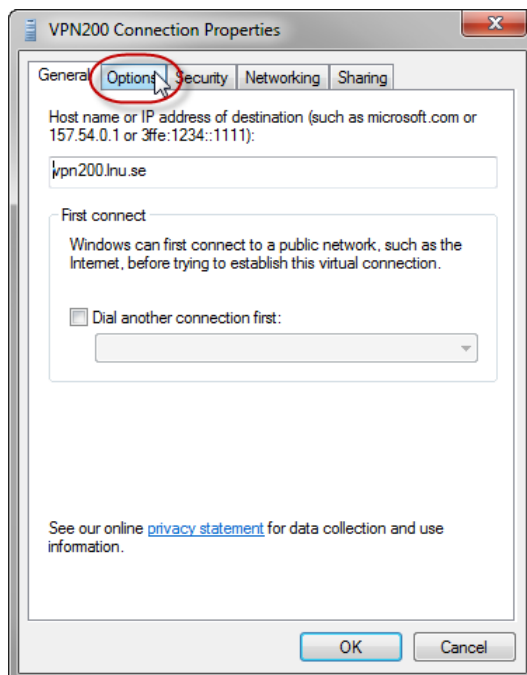 VPN200 Connection Properties
General Options Security Networking Sharing
Host name or IP address of destination (such as microsoft.com or
157.54.0.1 or 3ffe:1234::1111):
vpn200.lnu.se
First connect
Windows can first connect to a public network, such as the
Internet, before trying to establish this virtual connection.
Dial another connection first:
See our online privacy statement for data collection and use
information.
OK Cancel